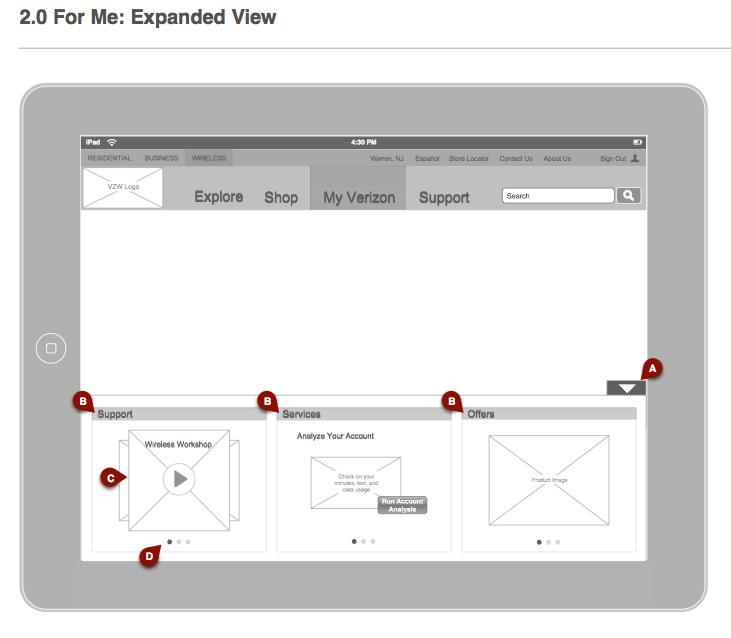 2.0 For Me: Expanded View
iPad 4:30 PM
RESIDENTIAL BUSINESS WIRELESS Warren, NJ Español Store Locator Contact Us About Us Sign Out
VZW Logo
Explore Shop My Verizon Support Search
A
B B B
Support Services Offers
Analyze Your Account
Wireless Workshop
C
Check on your
minutes, text, and
data usage
Product Image
Run Account
Analysis
D